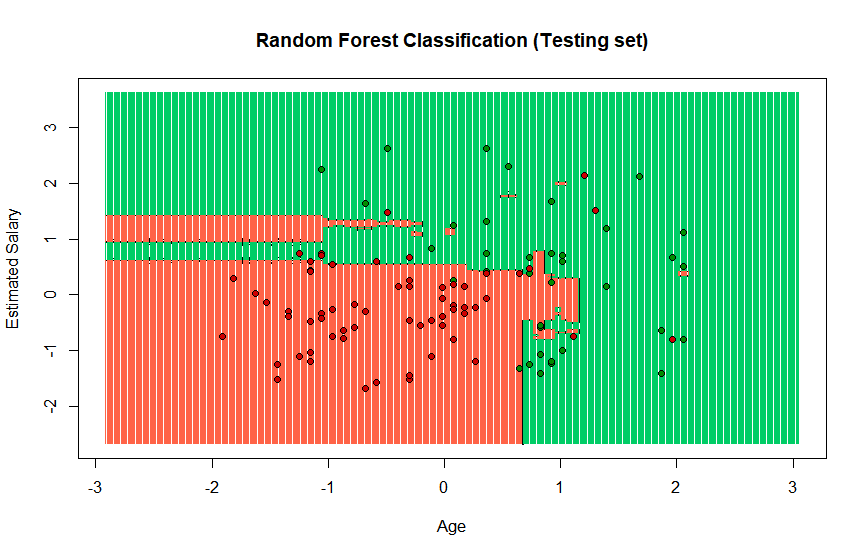 Random Forest Classification (Testing set)
Estimated Salary
3
2
1
0
-1
-2
-3 -2 -1 0 1 2 3
Age